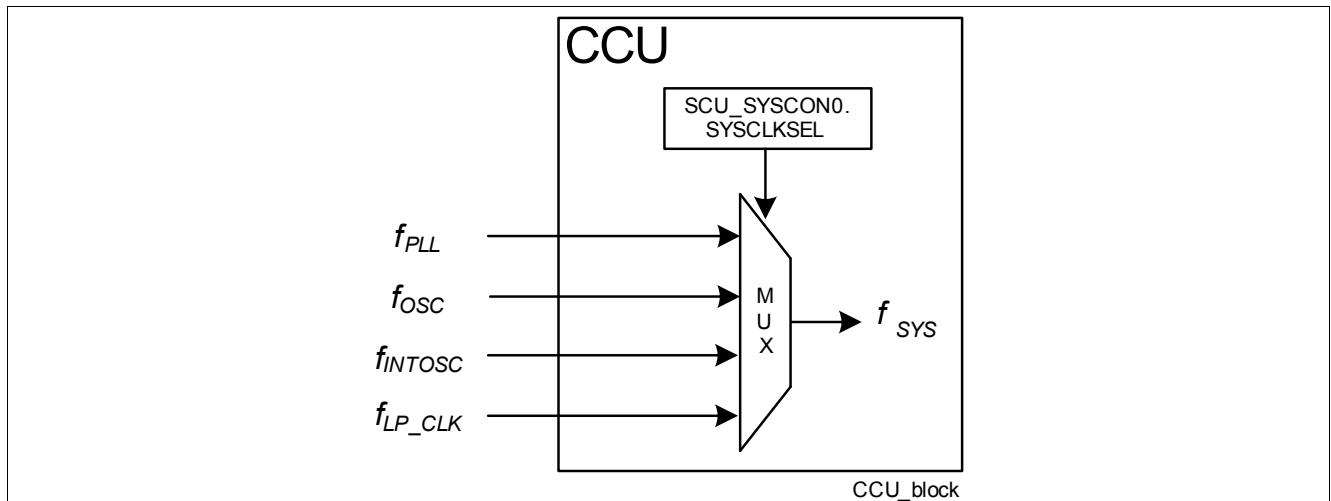 CCU
SCU_SYSCON0.
SYSCLKSEL
fPLL
fOSC
fINTOSC
fLP_CLK
M
U
X
f SYS
CCU_block